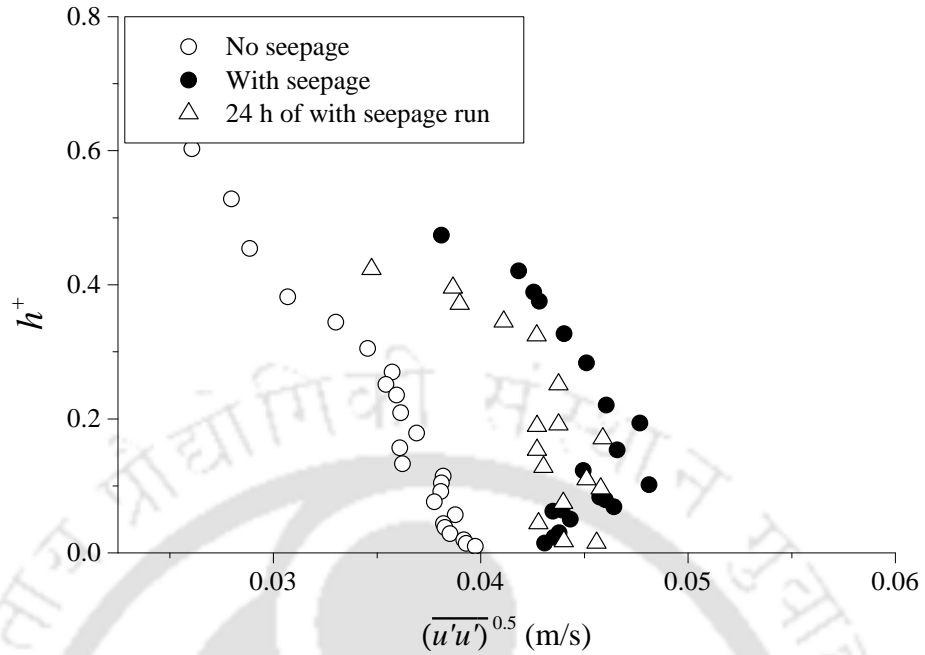 0.8
No seepage
With seepage
24 h of with seepage run
0.6
0.4
0.2
0.0
h⁺
0.03 0.04 0.05 0.06
(u'u')^0.5 (m/s)
प्रौद्योगिकी संस्थान